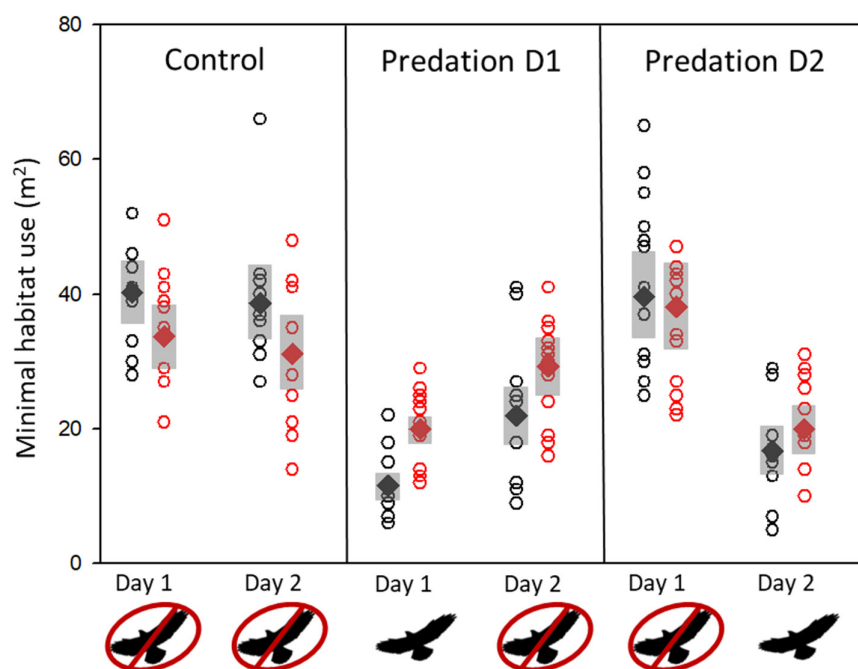 80
Control
Predation D1
Predation D2
60
Minimal habitat use (m²)
40
20
0
Day 1
Day 2
Day 1
Day 2
Day 1
Day 2